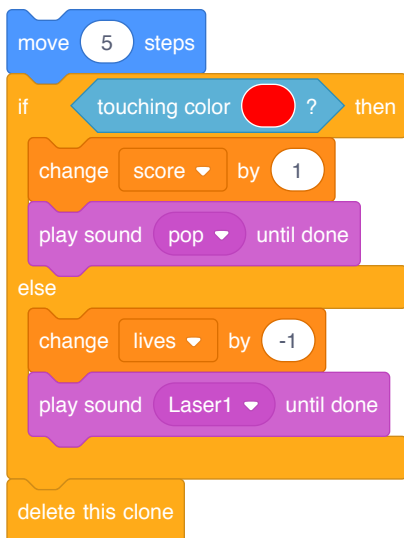 move 5 steps
if touching color ? then
change score by 1
play sound pop until done
else
change lives by -1
play sound Laser1 until done
delete this clone